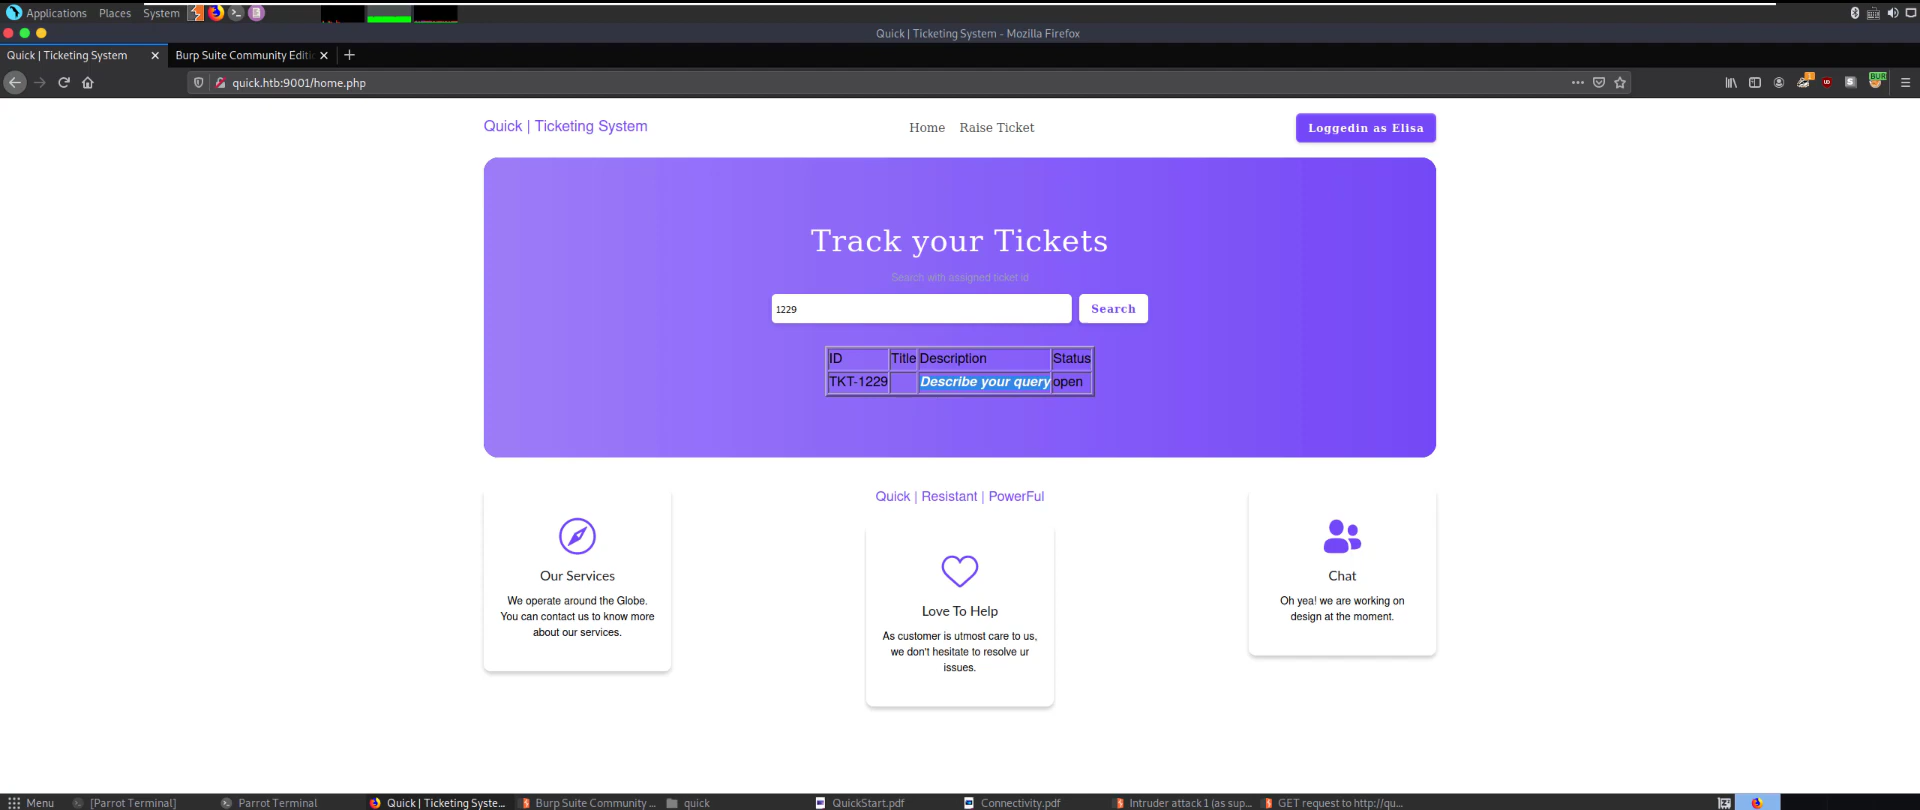 Applications Places System
Quick | Ticketing System - Mozilla Firefox
Quick | Ticketing System
Burp Suite Community Editi
quick.htb:9001/home.php
1
UD
S
BUR
Quick | Ticketing System
Home Raise Ticket
Loggedin as Elisa
Track your Tickets
Search with assigned ticket id
1229
Search
ID Title Description Status
TKT-1229 Describe your query open
Quick | Resistant | PowerFul
Our Services
We operate around the Globe.
You can contact us to know more
about our services.
Love To Help
As customer is utmost care to us,
we don't hesitate to resolve ur
issues.
Chat
Oh yea! we are working on
design at the moment.
Menu [Parrot Terminal] Parrot Terminal Quick | Ticketing Syste... Burp Suite Community ... quick QuickStart.pdf Connectivity.pdf Intruder attack 1 (as sup... GET request to http://qu...